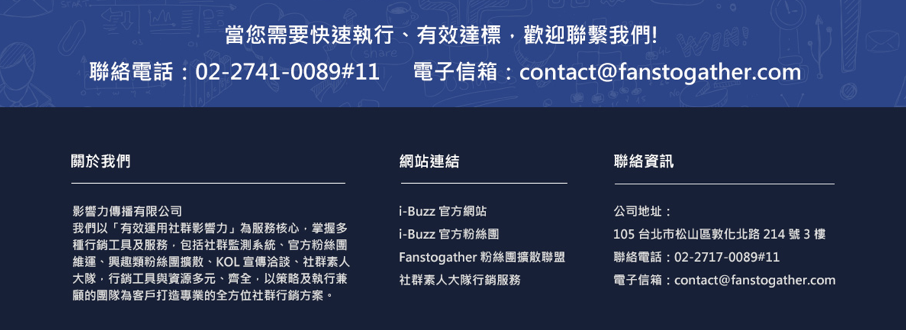 當您需要快速執行、有效達標，歡迎聯繫我們!
聯絡電話：02-2741-0089#11 電子信箱：contact@fanstogather.com
關於我們
影響力傳播有限公司
我們以「有效運用社群影響力」為服務核心，掌握多
種行銷工具及服務，包括社群監測系統、官方粉絲團
維運、興趣類粉絲團擴散、KOL 宣傳洽談、社群素人
大隊，行銷工具與資源多元、齊全，以策略及執行兼
顧的團隊為客戶打造專業的全方位社群行銷方案。
網站連結
i-Buzz 官方網站
i-Buzz 官方粉絲團
Fanstogather 粉絲團擴散聯盟
社群素人大隊行銷服務
聯絡資訊
公司地址：
105 台北市松山區敦化北路 214 號 3 樓
聯絡電話：02-2717-0089#11
電子信箱：contact@fanstogather.com
WIN!